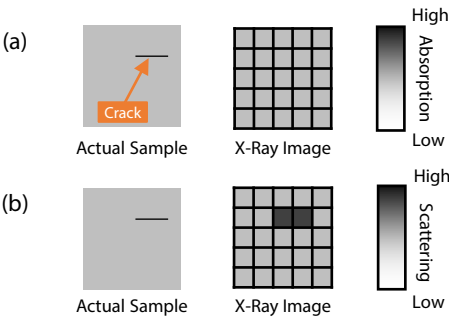 (a)
Crack
Actual Sample
X-Ray Image
High
Absorption
Low
(b)
Actual Sample
X-Ray Image
High
Scattering
Low